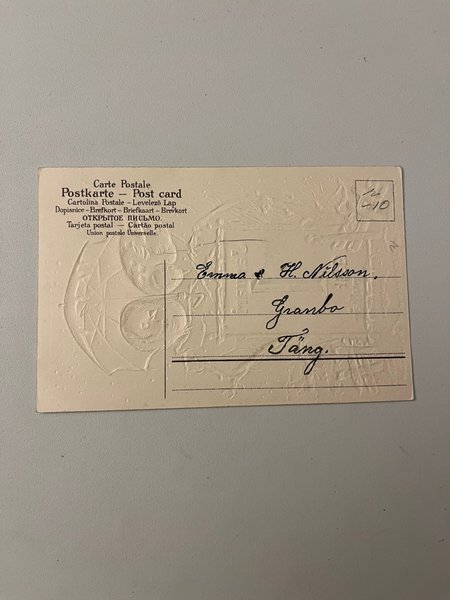 Carte Postale
Postkarte — Post card
Cartolina Postale – Levelező Lap
Dopisnice – Brefkort – Briefkaart – Brevkort
ОТКРЫТОЕ ПИСЬМО.
Tarjeta postal — Cartão postal
Union postale Universelle.
Emma & H. Nilsson.
Granbo
Täng.